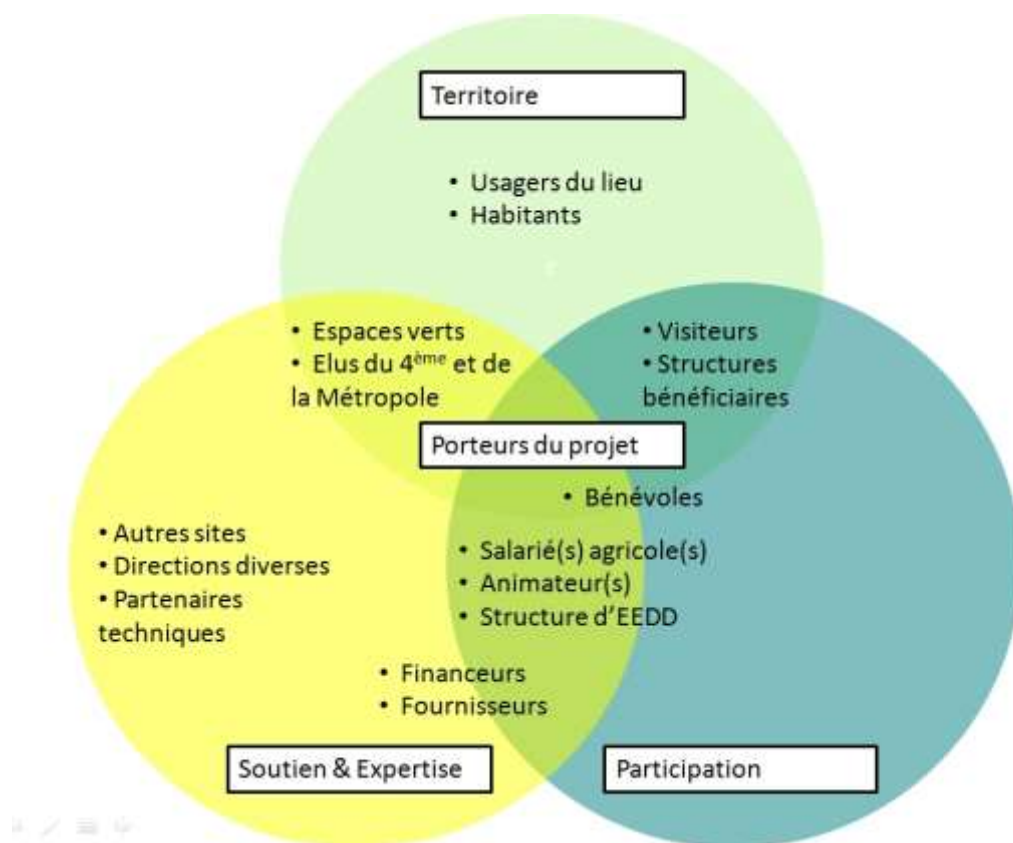 Territoire
• Usagers du lieu
• Habitants
• Espaces verts
• Elus du 4ème et de
la Métropole
• Visiteurs
• Structures
bénéficiaires
Porteurs du projet
• Bénévoles
• Autres sites
• Directions diverses
• Partenaires
techniques
• Salarié(s) agricole(s)
• Animateur(s)
• Structure d’EEDD
• Financeurs
• Fournisseurs
Soutien & Expertise
Participation